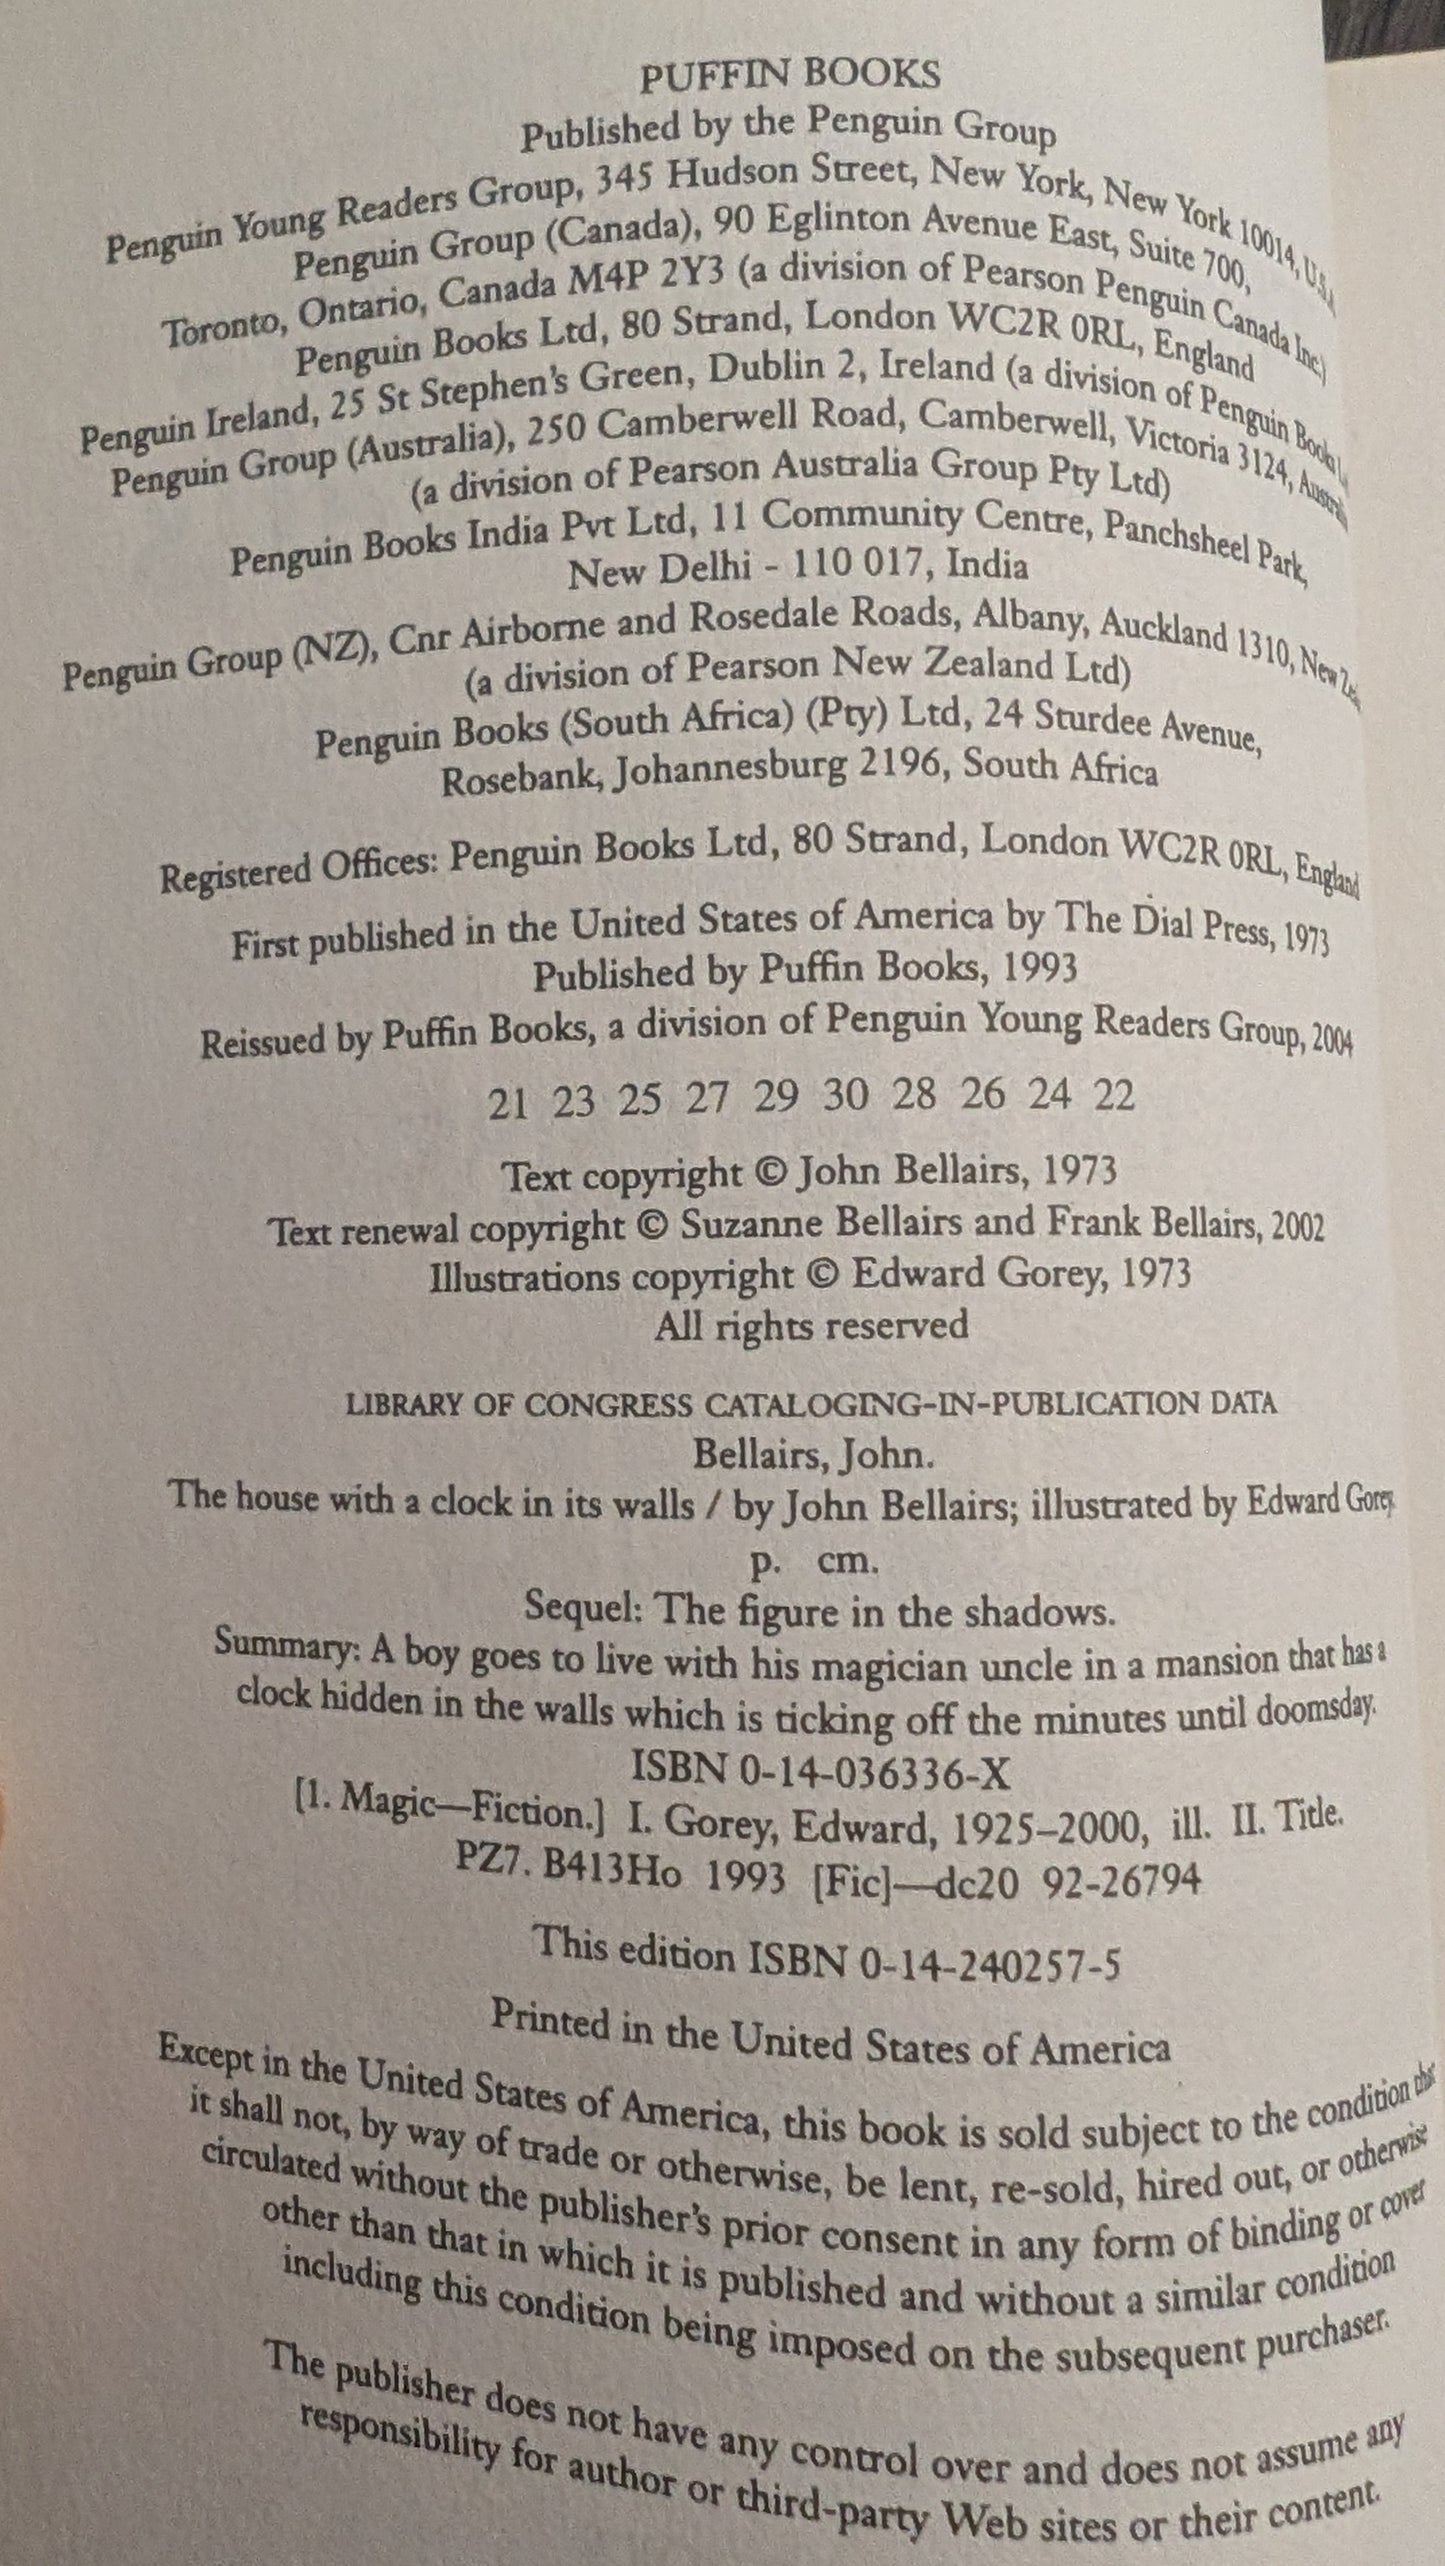 PUFFIN BOOKS
Published by the Penguin Group
Penguin Young Readers Group, 345 Hudson Street, New York, New York 10014, U.S.A
Penguin Group (Canada), 90 Eglinton Avenue East, Suite 700,
Toronto, Ontario, Canada M4P 2Y3 (a division of Pearson Penguin Canada Inc.)
Penguin Books Ltd, 80 Strand, London WC2R 0RL, England
Penguin Ireland, 25 St Stephen's Green, Dublin 2, Ireland (a division of Penguin Books
Penguin Group (Australia), 250 Camberwell Road, Camberwell, Victoria 3124,
(a division of Pearson Australia Group Pty Ltd)
Penguin Books India Pvt Ltd, 11 Community Centre, Panchsheel Park,
New Delhi - 110 017, India
Penguin Group (NZ), Cnr Airborne and Rosedale Roads, Albany, Auckland 1310, New
(a division of Pearson New Zealand Ltd)
Penguin Books (South Africa) (Pty) Ltd, 24 Sturdee Avenue,
Rosebank, Johannesburg 2196, South Africa
Registered Offices: Penguin Books Ltd, 80 Strand, London WC2R 0RL, England
First published in the United States of America by The Dial Press, 1973
Published by Puffin Books, 1993
Reissued by Puffin Books, a division of Penguin Young Readers Group, 2004
21 23 25 27 29 30 28 26 24 22
Text copyright © John Bellairs, 1973
Text renewal copyright © Suzanne Bellairs and Frank Bellairs, 2002
Illustrations copyright © Edward Gorey, 1973
All rights reserved
LIBRARY OF CONGRESS CATALOGING-IN-PUBLICATION DATA
Bellairs, John.
The house with a clock in its walls / by John Bellairs; illustrated by Edward Gorey.
p. cm.
Sequel: The figure in the shadows.
Summary: A boy goes to live with his magician uncle in a mansion that has a
clock hidden in the walls which is ticking off the minutes until doomsday.
ISBN 0-14-036336-X
[1. Magic—Fiction.] I. Gorey, Edward, 1925–2000, ill. II. Title.
PZ7. B413Ho 1993 [Fic]—dc20 92-26794
This edition ISBN 0-14-240257-5
Printed in the United States of America
Except in the United States of America, this book is sold subject to the condition that
it shall not, by way of trade or otherwise, be lent, re-sold, hired out, or otherwise
circulated without the publisher's prior consent in any form of binding or cover
other than that in which it is published and without a similar condition
including this condition being imposed on the subsequent purchaser.
The publisher does not have any control over and does not assume any
responsibility for author or third-party Web sites or their content.